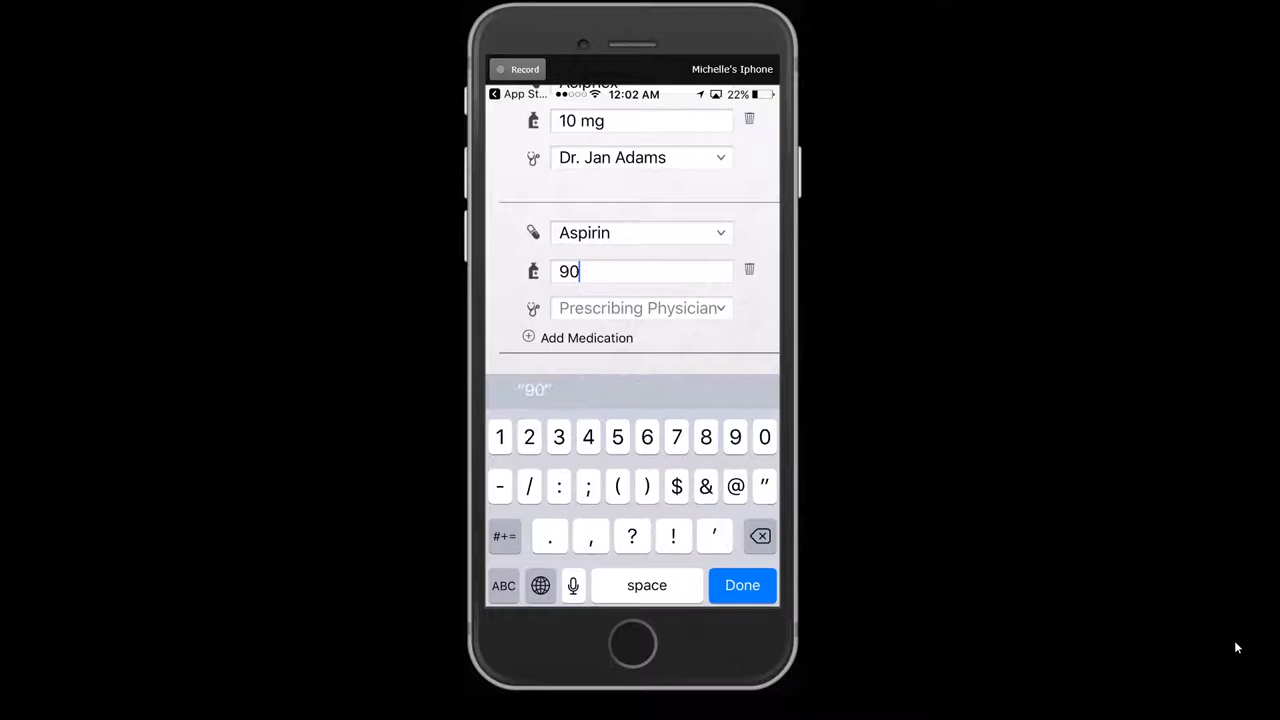 Record Michelle's Iphone
App St... 12:02 AM 22%
10 mg
Dr. Jan Adams
Aspirin
90
Prescribing Physician
Add Medication
"90"
1 2 3 4 5 6 7 8 9 0
- / : ; ( ) $ & @ "
#+= . , ? ! '
ABC space Done